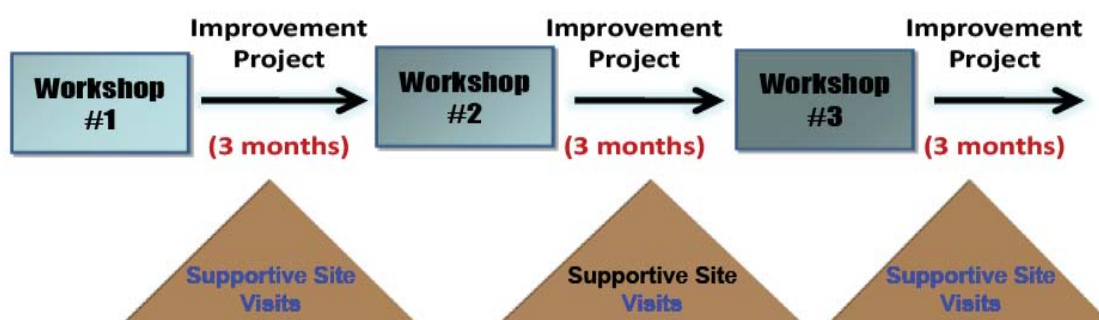 Improvement
Project
Improvement
Project
Improvement
Project
Workshop
#1
Workshop
#2
Workshop
#3
(3 months)
(3 months)
(3 months)
Supportive Site
Visits
Supportive Site
Visits
Supportive Site
Visits